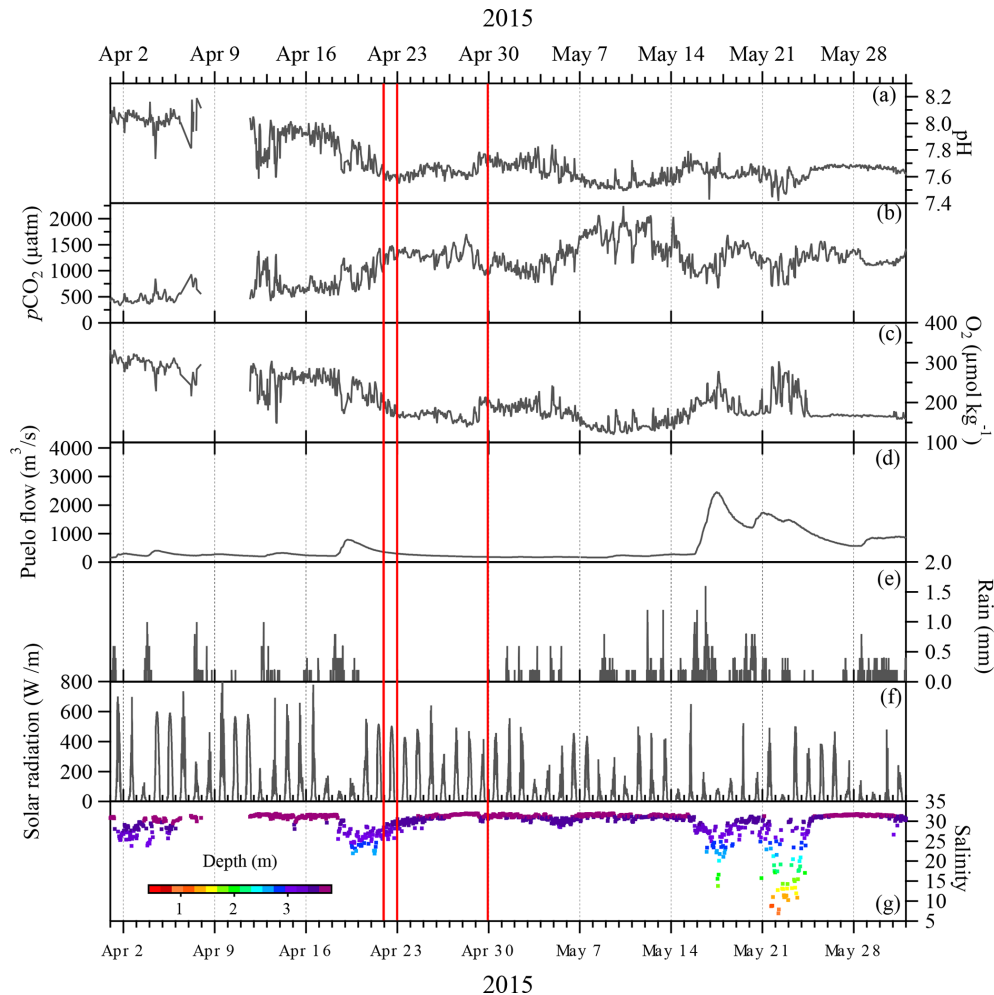 2015
Apr 2 Apr 9 Apr 16 Apr 23 Apr 30 May 7 May 14 May 21 May 28
(a)
8.2
8.0
7.8
7.6
7.4
pH
(b)
2000
1500
1000
500
0
pCO2 (µatm)
(c)
400
300
200
100
O2 (µmol kg-1)
(d)
4000
3000
2000
1000
0
Puelo flow (m3/s)
(e)
2.0
1.5
1.0
0.5
0.0
Rain (mm)
(f)
800
600
400
200
0
Solar radiation (W /m)
35
30
25
20
15
10
5
Salinity
Depth (m)
1 2 3
(g)
Apr 2 Apr 9 Apr 16 Apr 23 Apr 30 May 7 May 14 May 21 May 28
2015